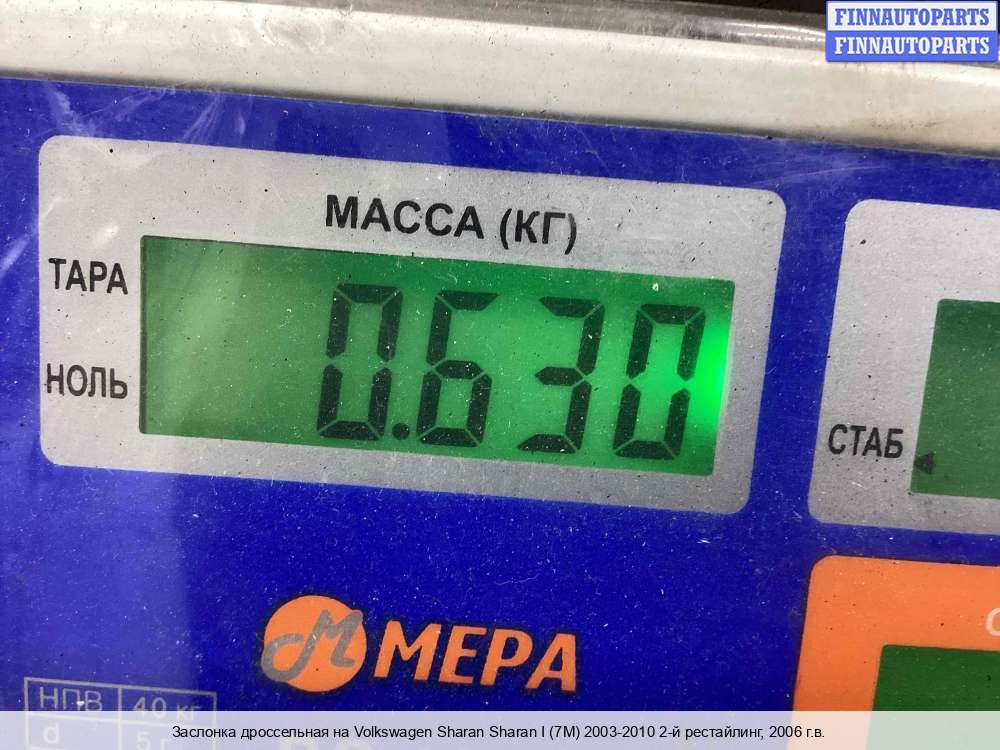 FINNAUTOPARTS
FINNAUTOPARTS
МАССА (КГ)
ТАРА
0.630
НОЛЬ
СТАБ
МЕРА
НПВ 40 кг
d 5 г
Заслонка дроссельная на Volkswagen Sharan Sharan I (7M) 2003-2010 2-й рестайлинг, 2006 г.в.